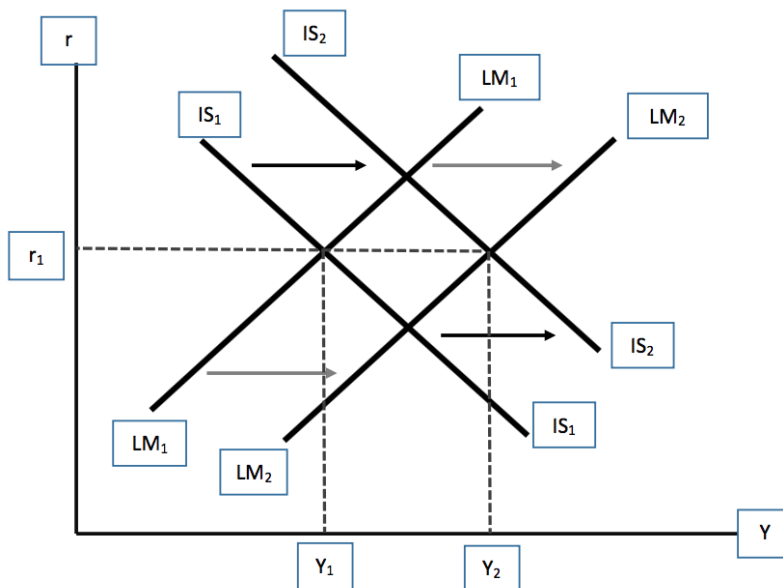 r
IS₂
LM₁
IS₁
LM₂
r₁
IS₂
LM₁
IS₁
LM₂
Y
Y₁
Y₂